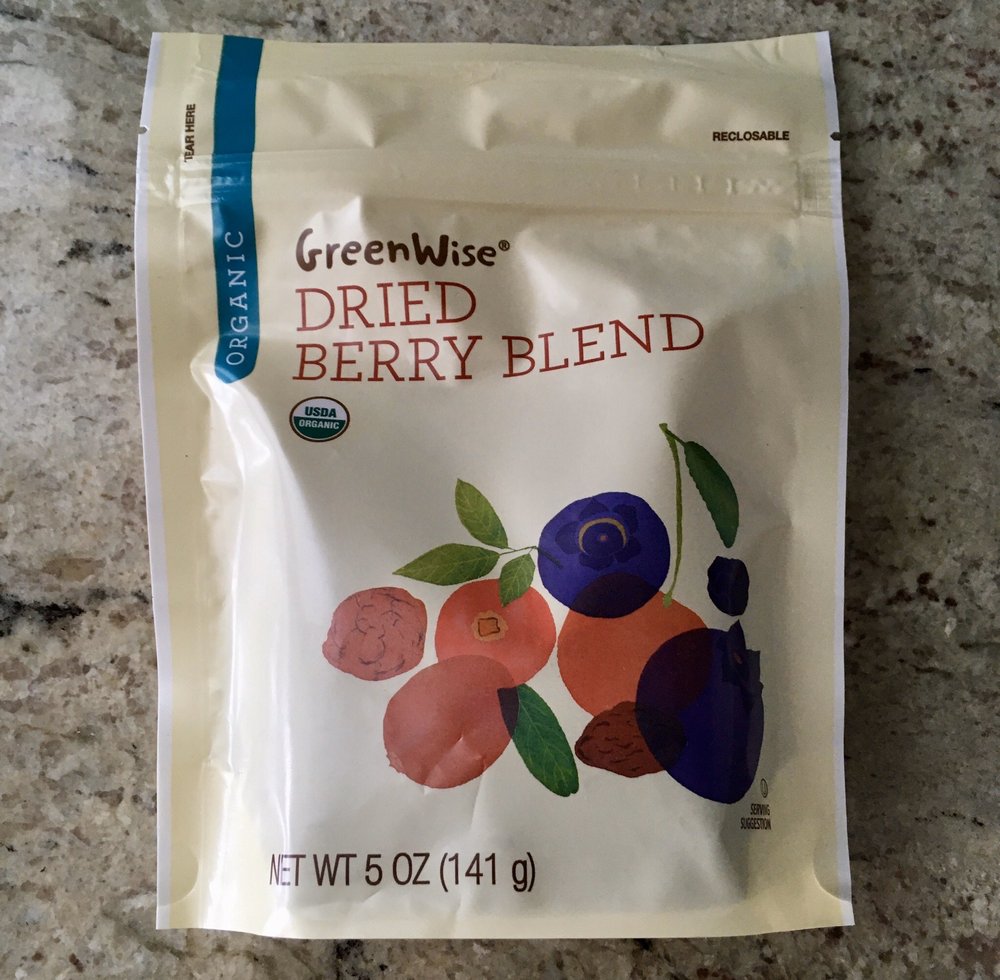 TEAR HERE
RECLOSABLE
ORGANIC
GreenWise®
DRIED
BERRY BLEND
USDA
ORGANIC
SERVING
SUGGESTION
NET WT 5 OZ (141 g)